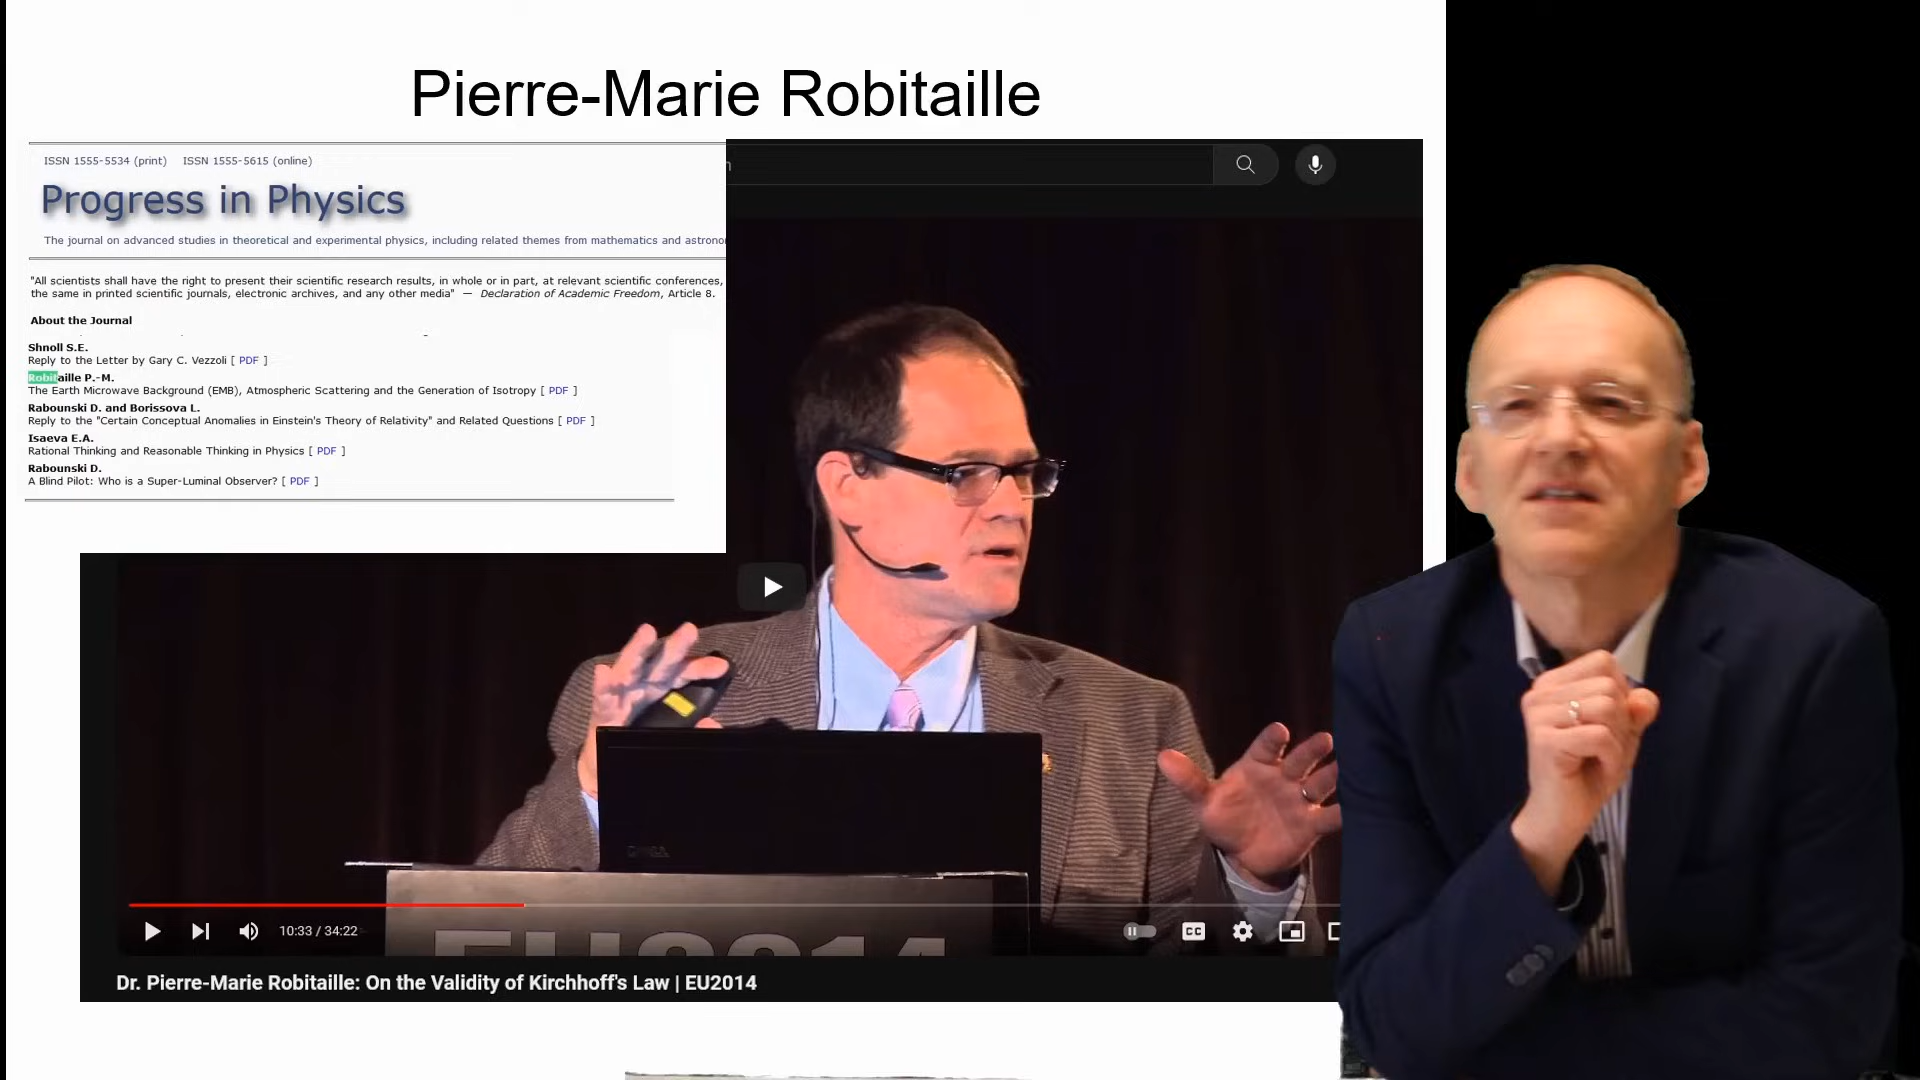 Pierre-Marie Robitaille
ISSN 1555-5534 (print) ISSN 1555-5615 (online)
Progress in Physics
The journal on advanced studies in theoretical and experimental physics, including related themes from mathematics and
"All scientists shall have the right to present their scientific research results, in whole or in part, at relevant scientific conferences,
the same in printed scientific journals, electronic archives, and any other media" — Declaration of Academic Freedom, Article 8.
About the Journal
Shnoll S.E.
Reply to the Letter by Gary C. Vezzoli [ PDF ]
Robitaille P.-M.
The Earth Microwave Background (EMB), Atmospheric Scattering and the Generation of Isotropy [ PDF ]
Rabounski D. and Borissova L.
Reply to the "Certain Conceptual Anomalies in Einstein's Theory of Relativity" and Related Questions [ PDF ]
Isaeva E.A.
Rational Thinking and Reasonable Thinking in Physics [ PDF ]
Rabounski D.
A Blind Pilot: Who is a Super-Luminal Observer? [ PDF ]
EU2014
10:33 / 34:22
CC
Dr. Pierre-Marie Robitaille: On the Validity of Kirchhoff's Law | EU2014